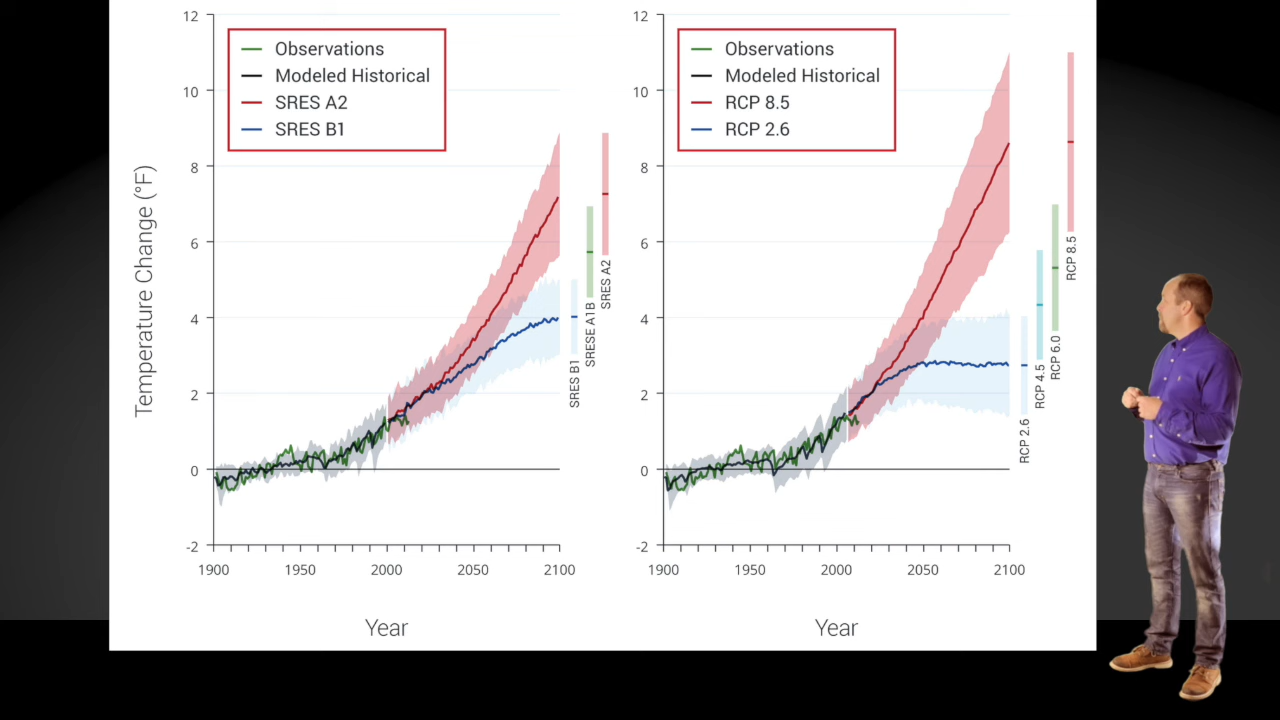 12
10
8
6
4
2
0
-2
Temperature Change (°F)
Observations
Modeled Historical
SRES A2
SRES B1
1900
1950
2000
2050
2100
Year
SRES B1
SRESE A1B
SRES A2
12
10
8
6
4
2
0
-2
Observations
Modeled Historical
RCP 8.5
RCP 2.6
1900
1950
2000
2050
2100
Year
RCP 2.6
RCP 4.5
RCP 6.0
RCP 8.5